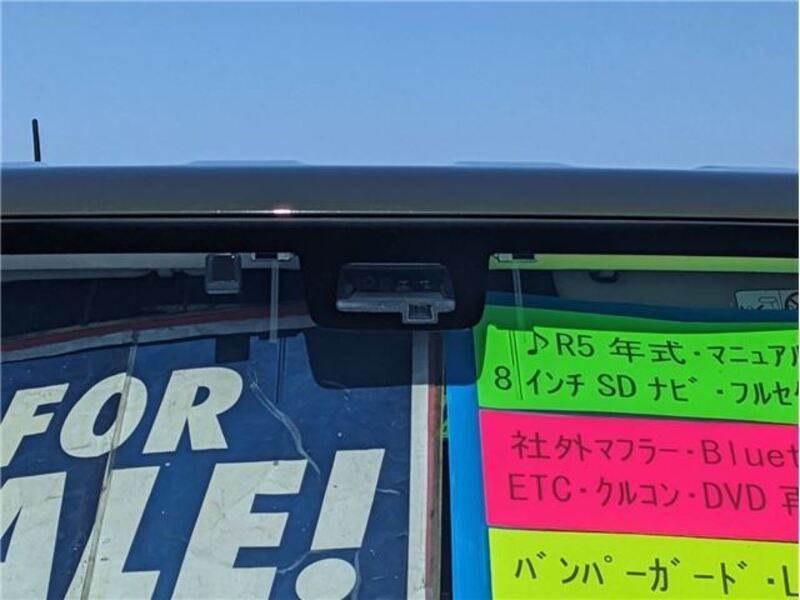 FOR
ALE!
♪R5 年式・マニュアル
8インチ SD ナビ・フルセ
社外マフラー・Bluet
ETC・クルコン・DVD 再
バンパーガード・L